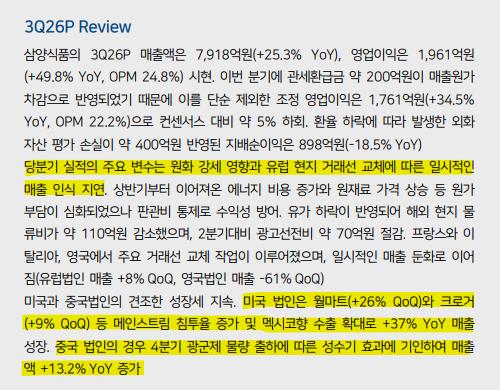 3Q26P Review
삼양식품의 3Q26P 매출액은 7,918억원(+25.3% YoY), 영업이익은 1,961억원
(+49.8% YoY, OPM 24.8%) 시현. 이번 분기에 관세환급금 약 200억원이 매출원가
차감으로 반영되었기 때문에 이를 단순 제외한 조정 영업이익은 1,761억원(+34.5%
YoY, OPM 22.2%)으로 컨센서스 대비 약 5% 하회. 환율 하락에 따라 발생한 외화
자산 평가 손실이 약 400억원 반영된 지배순이익은 898억원(-18.5% YoY)
당분기 실적의 주요 변수는 원화 강세 영향과 유럽 현지 거래선 교체에 따른 일시적인
매출 인식 지연. 상반기부터 이어져온 에너지 비용 증가와 원재료 가격 상승 등 원가
부담이 심화되었으나 판관비 통제로 수익성 방어. 유가 하락이 반영되어 해외 현지 물
류비가 약 110억원 감소했으며, 2분기대비 광고선전비 약 70억원 절감. 프랑스와 이
탈리아, 영국에서 주요 거래선 교체 작업이 이루어졌으며, 일시적인 매출 둔화로 이어
짐(유럽법인 매출 +8% QoQ, 영국법인 매출 -61% QoQ)
미국과 중국법인의 견조한 성장세 지속. 미국 법인은 월마트(+26% QoQ)와 크로거
(+9% QoQ) 등 메인스트림 침투율 증가 및 멕시코향 수출 확대로 +37% YoY 매출
성장. 중국 법인의 경우 4분기 광군제 물량 출하에 따른 성수기 효과에 기인하여 매출
액 +13.2% YoY 증가